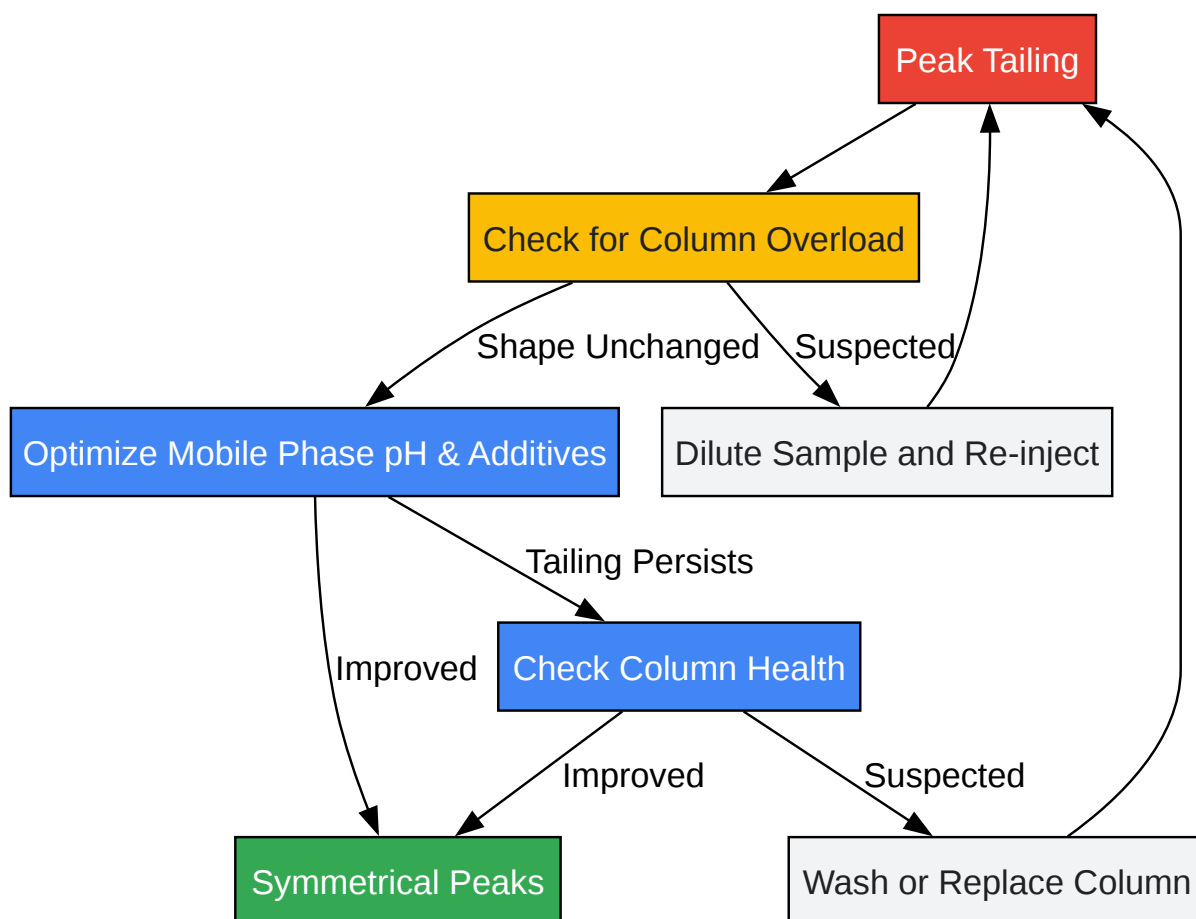 Peak Tailing
Check for Column Overload
Shape Unchanged
Suspected
Optimize Mobile Phase pH & Additives
Dilute Sample and Re-inject
Tailing Persists
Improved
Check Column Health
Improved
Suspected
Symmetrical Peaks
Wash or Replace Column